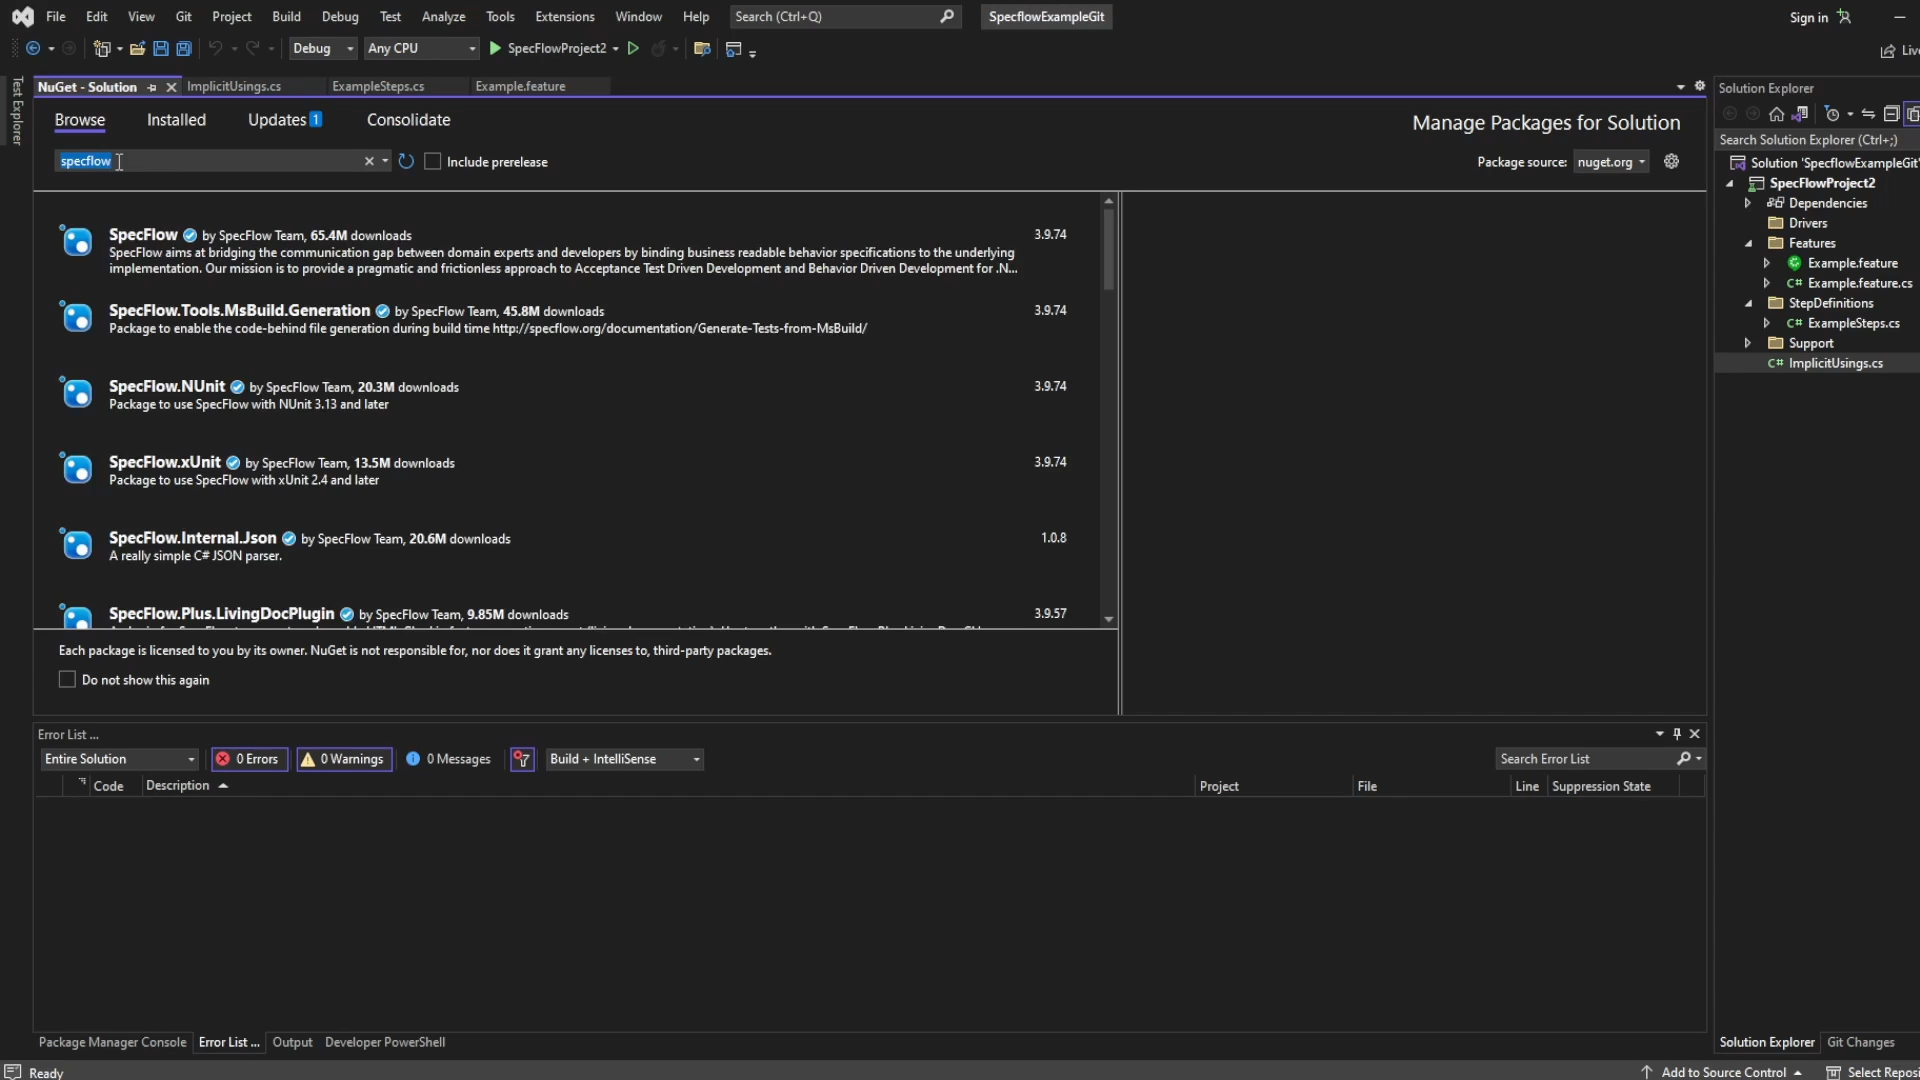 File Edit View Git Project Build Debug Test Analyze Tools Extensions Window Help Search (Ctrl+Q) SpecflowExampleGit Sign in
Debug Any CPU SpecFlowProject2 Live
Test Explorer
NuGet - Solution ImplicitUsings.cs ExampleSteps.cs Example.feature
Browse Installed Updates 1 Consolidate Manage Packages for Solution
specflow Include prerelease Package source: nuget.org
SpecFlow by SpecFlow Team, 65.4M downloads 3.9.74
SpecFlow aims at bridging the communication gap between domain experts and developers by binding business readable behavior specifications to the underlying
implementation. Our mission is to provide a pragmatic and frictionless approach to Acceptance Test Driven Development and Behavior Driven Development for .N...
SpecFlow.Tools.MsBuild.Generation by SpecFlow Team, 45.8M downloads 3.9.74
Package to enable the code-behind file generation during build time http://specflow.org/documentation/Generate-Tests-from-MsBuild/
SpecFlow.NUnit by SpecFlow Team, 20.3M downloads 3.9.74
Package to use SpecFlow with NUnit 3.13 and later
SpecFlow.xUnit by SpecFlow Team, 13.5M downloads 3.9.74
Package to use SpecFlow with xUnit 2.4 and later
SpecFlow.Internal.Json by SpecFlow Team, 20.6M downloads 1.0.8
A really simple C# JSON parser.
SpecFlow.Plus.LivingDocPlugin by SpecFlow Team, 9.85M downloads 3.9.57
Each package is licensed to you by its owner. NuGet is not responsible for, nor does it grant any licenses to, third-party packages.
Do not show this again
Solution Explorer
Search Solution Explorer (Ctrl+;)
Solution 'SpecflowExampleGit'
SpecFlowProject2
Dependencies
Drivers
Features
Example.feature
C# Example.feature.cs
StepDefinitions
C# ExampleSteps.cs
Support
C# ImplicitUsings.cs
Error List ...
Entire Solution 0 Errors 0 Warnings 0 Messages Build + IntelliSense Search Error List
Code Description Project File Line Suppression State
Package Manager Console Error List ... Output Developer PowerShell Solution Explorer Git Changes
Ready Add to Source Control Select Reposi